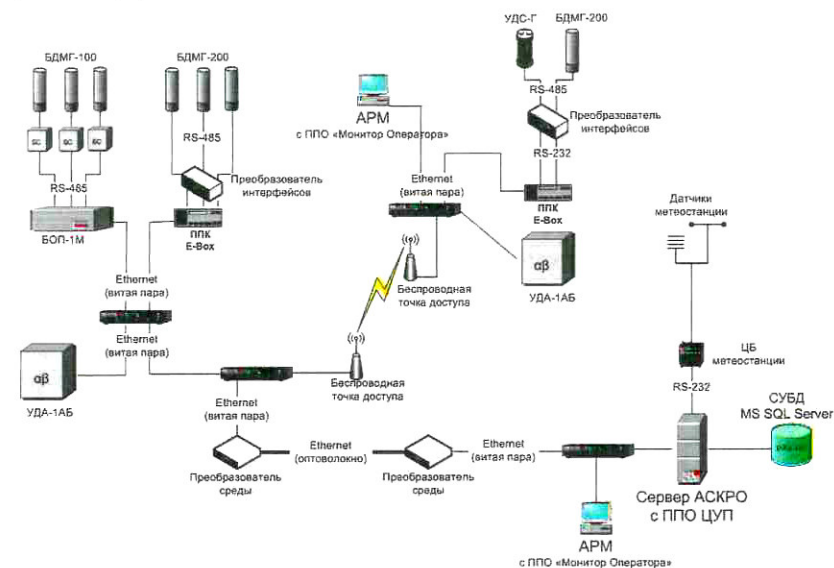 УДС-Г
БДМГ-200
БДМГ-100
БДМГ-200
RS-485
АРМ
с ППО «Монитор Оператора»
Преобразователь
интерфейсов
БС
БС
БС
RS-485
RS-232
RS-485
Преобразователь
интерфейсов
Ethernet
(витая пара)
ППК
E-Box
Датчики
метеостанции
БОП-1М
ППК
E-Box
αβ
УДА-1АБ
Ethernet
(витая пара)
Беспроводная
точка доступа
Ethernet
(витая пара)
ЦБ
метеостанции
αβ
УДА-1АБ
Беспроводная
точка доступа
RS-232
СУБД
MS SQL Server
Ethernet
(витая пара)
Ethernet
(оптоволокно)
Ethernet
(витая пара)
Преобразователь
среды
Преобразователь
среды
Сервер АСКРО
с ППО ЦУП
АРМ
с ППО «Монитор Оператора»